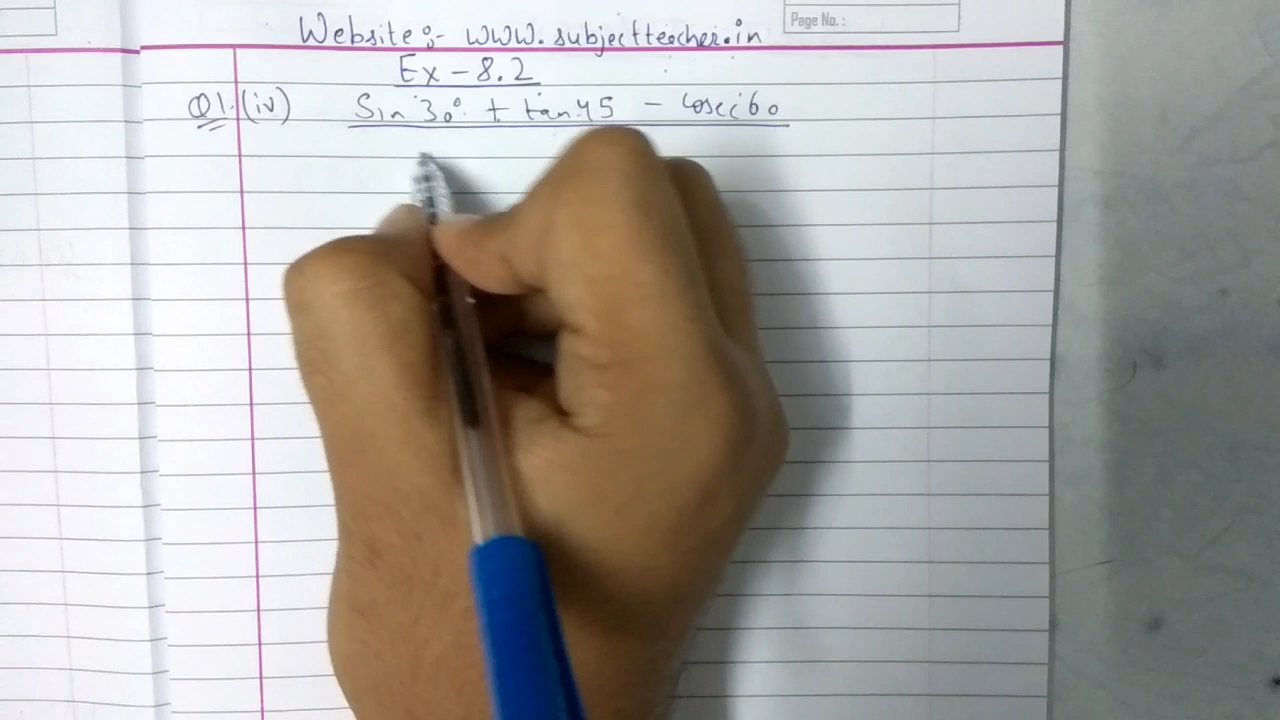 Page No.:
Website:- www.subjectteacher.in
Ex - 8.2
Q1. (iv) Sin 30° + tan 45 - Cosec 60